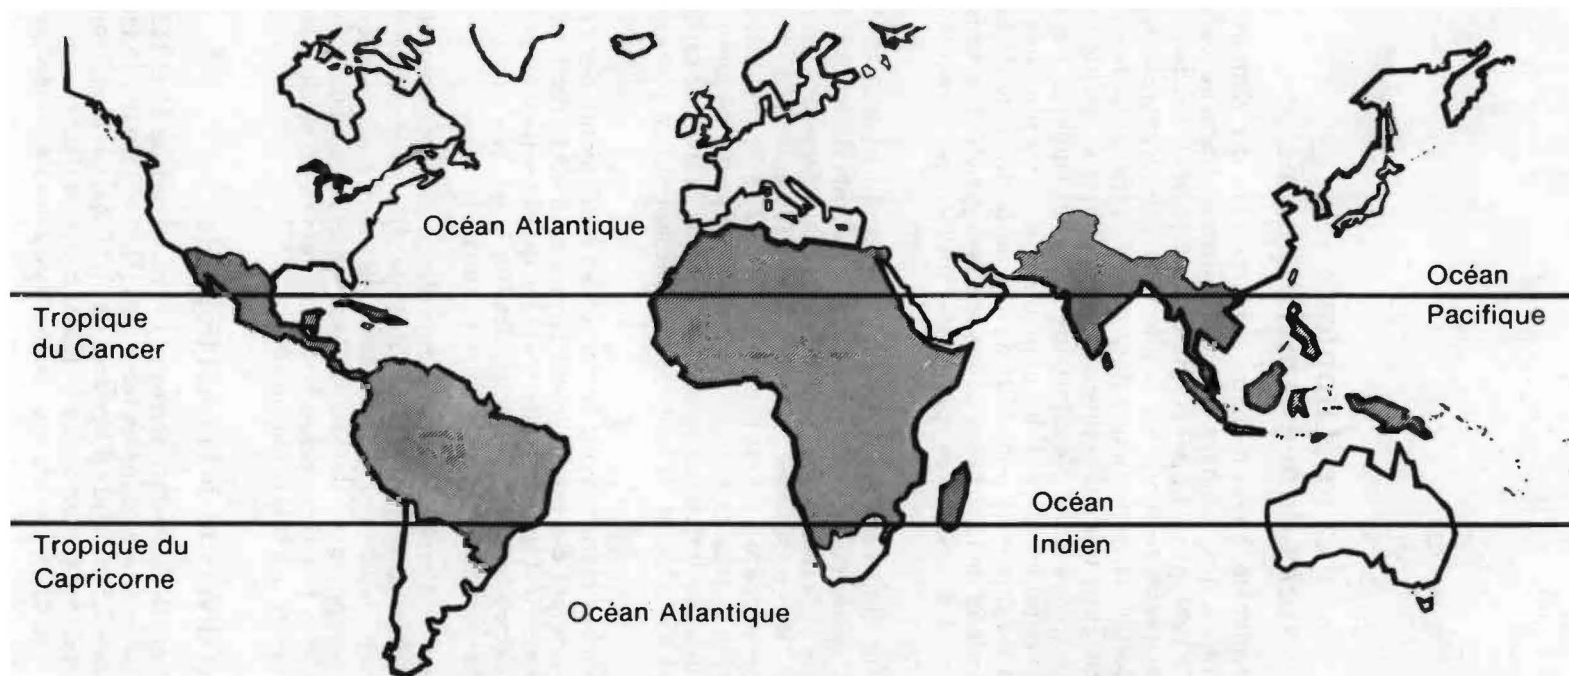 Océan Atlantique
Océan
Pacifique
Tropique
du Cancer
Océan
Indien
Tropique du
Capricorne
Océan Atlantique